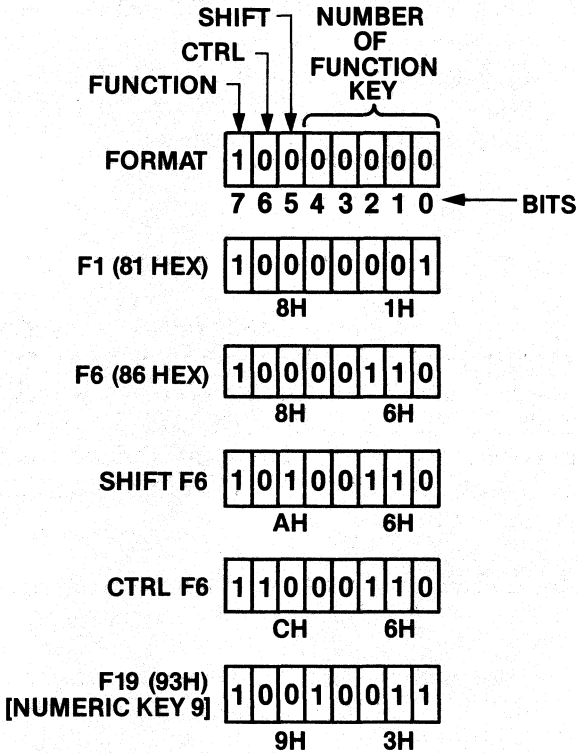 SHIFT
NUMBER
OF
FUNCTION
KEY
CTRL
FUNCTION
FORMAT 1 0 0 0 0 0 0 0
7 6 5 4 3 2 1 0 BITS
F1 (81 HEX) 1 0 0 0 0 0 0 1
8H 1H
F6 (86 HEX) 1 0 0 0 0 1 1 0
8H 6H
SHIFT F6 1 0 1 0 0 1 1 0
AH 6H
CTRL F6 1 1 0 0 0 1 1 0
CH 6H
F19 (93H)
[NUMERIC KEY 9] 1 0 0 1 0 0 1 1
9H 3H